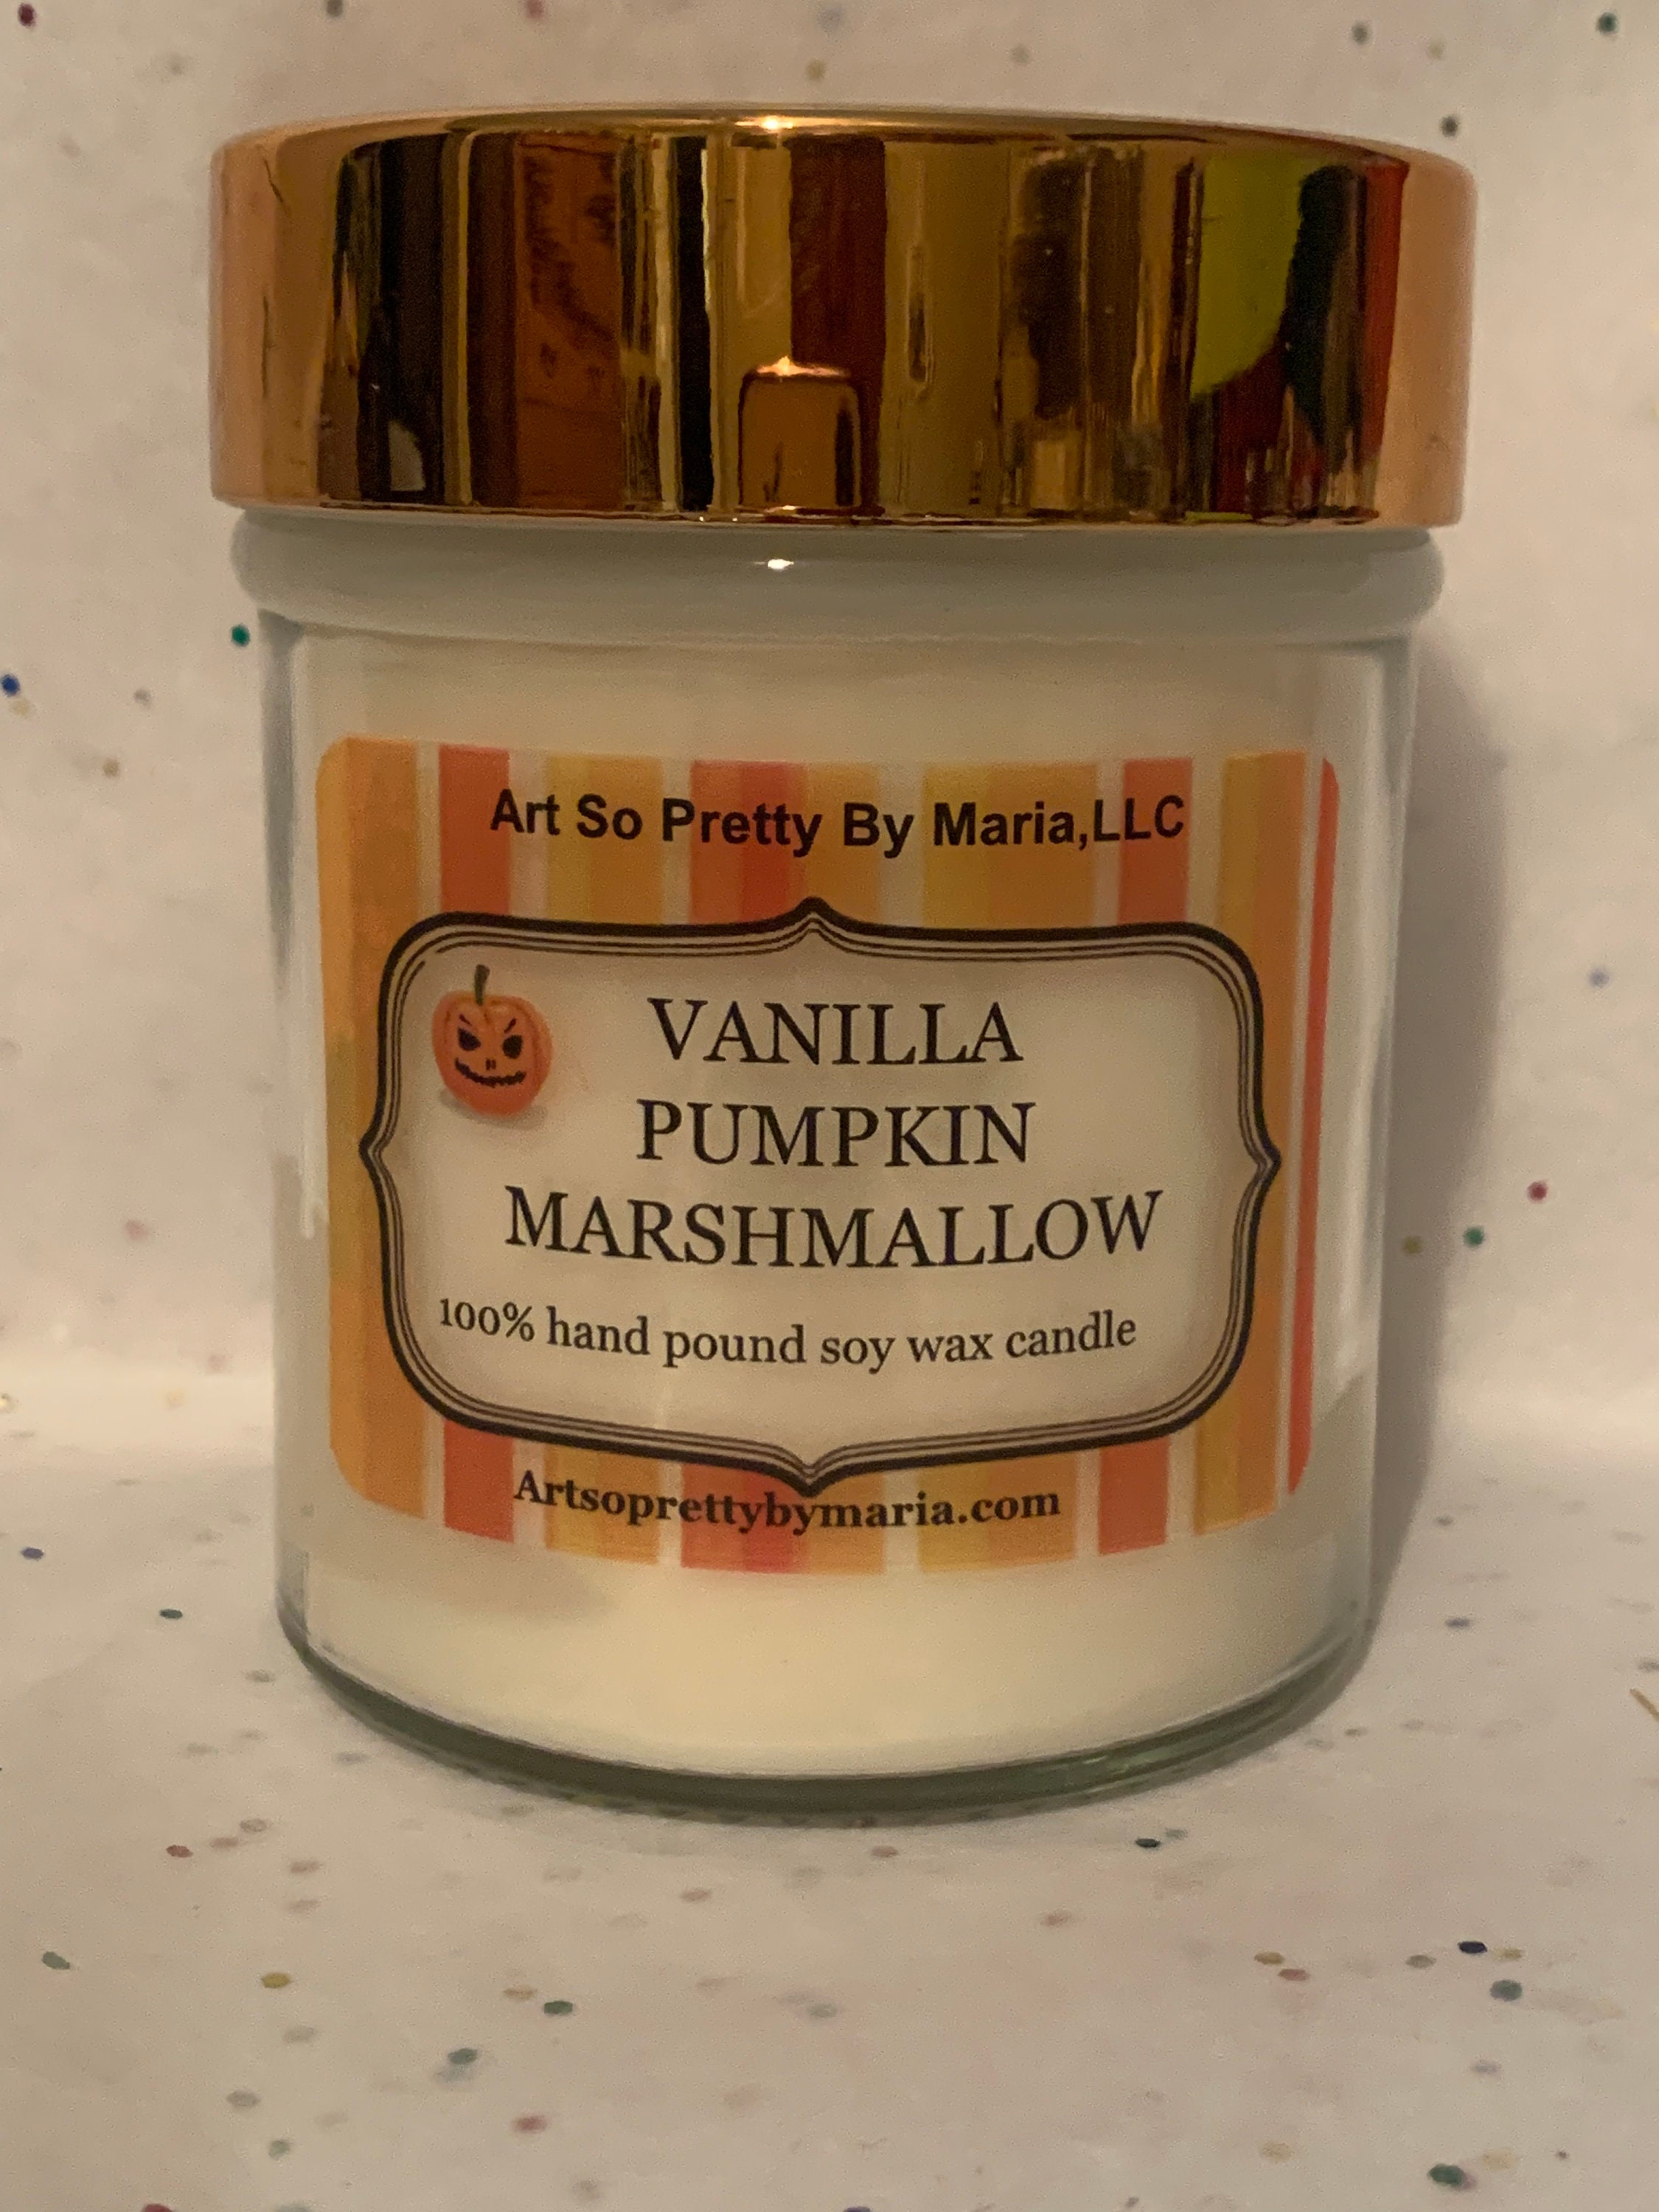 Art So Pretty By Maria,LLC
VANILLA
PUMPKIN
MARSHMALLOW
100% hand pound soy wax candle
Artsoprettybymaria.com